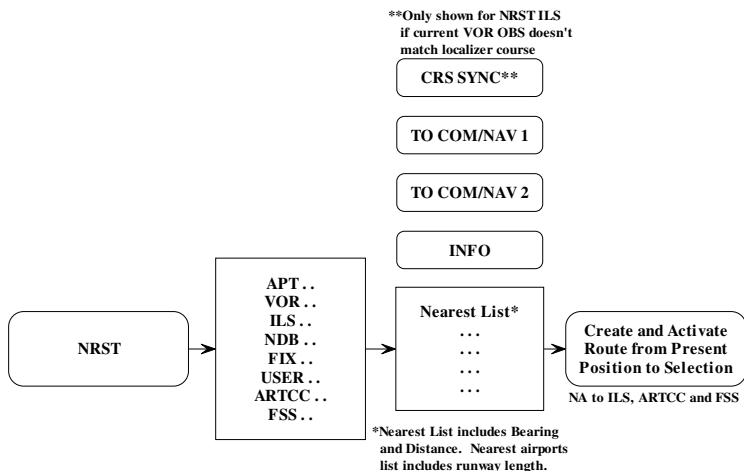 **Only shown for NRST ILS
if current VOR OBS doesn't
match localizer course
CRS SYNC**
TO COM/NAV 1
TO COM/NAV 2
INFO
NRST
APT . .
VOR . .
ILS . .
NDB . .
FIX . .
USER . .
ARTCC . .
FSS . .
Nearest List*
. . .
. . .
. . .
. . .
Create and Activate
Route from Present
Position to Selection
NA to ILS, ARTCC and FSS
*Nearest List includes Bearing
and Distance. Nearest airports
list includes runway length.